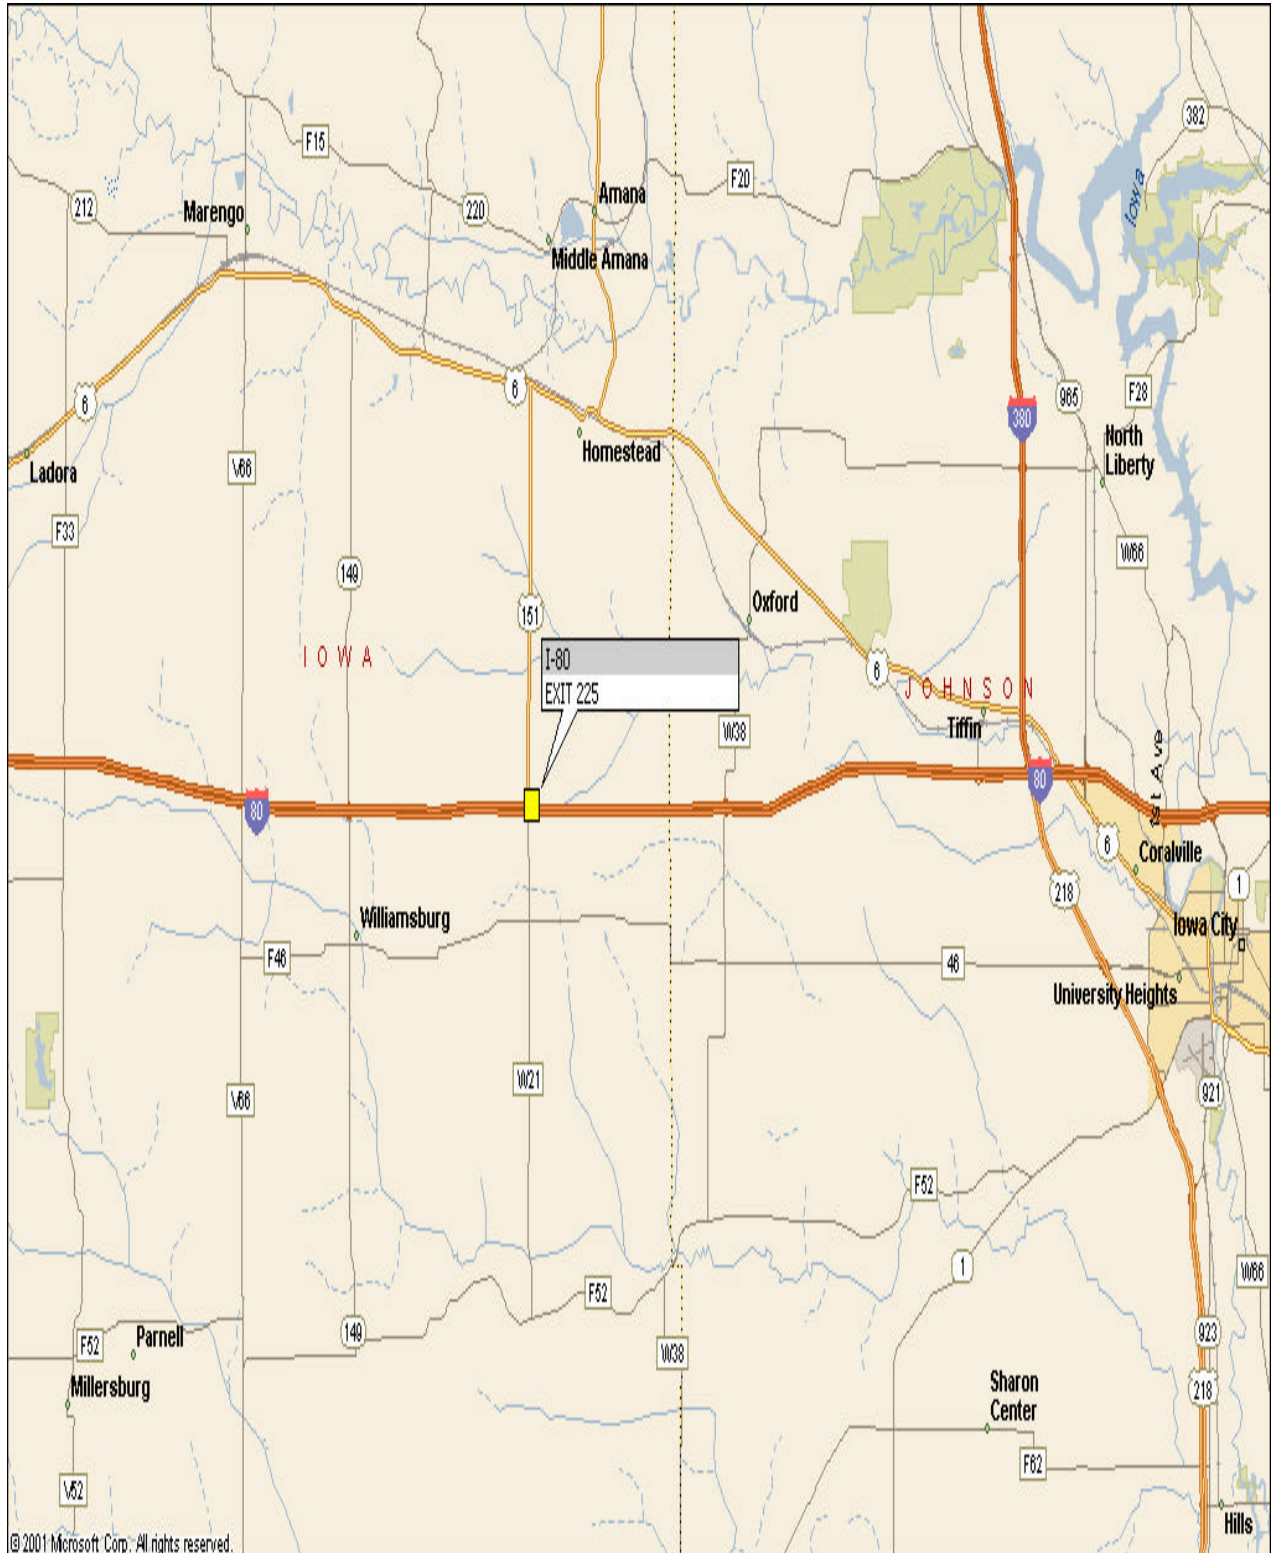 382
F15
F20
Iowa
Amana
212
Marengo
220
Middle Amana
6
6
380
965
F28
North
Liberty
Homestead
Ladora
V66
F33
W66
149
151
Oxford
I O W A
I-80
EXIT 225
6
J O H N S O N
Tiffin
W38
1st Ave
80
80
6
Coralville
218
1
Williamsburg
Iowa City
F46
46
University Heights
W21
V66
921
F52
1
W66
F52
149
923
F52
Parnell
W38
218
Millersburg
Sharon
Center
F62
V52
Hills
© 2001 Microsoft Corp. All rights reserved.